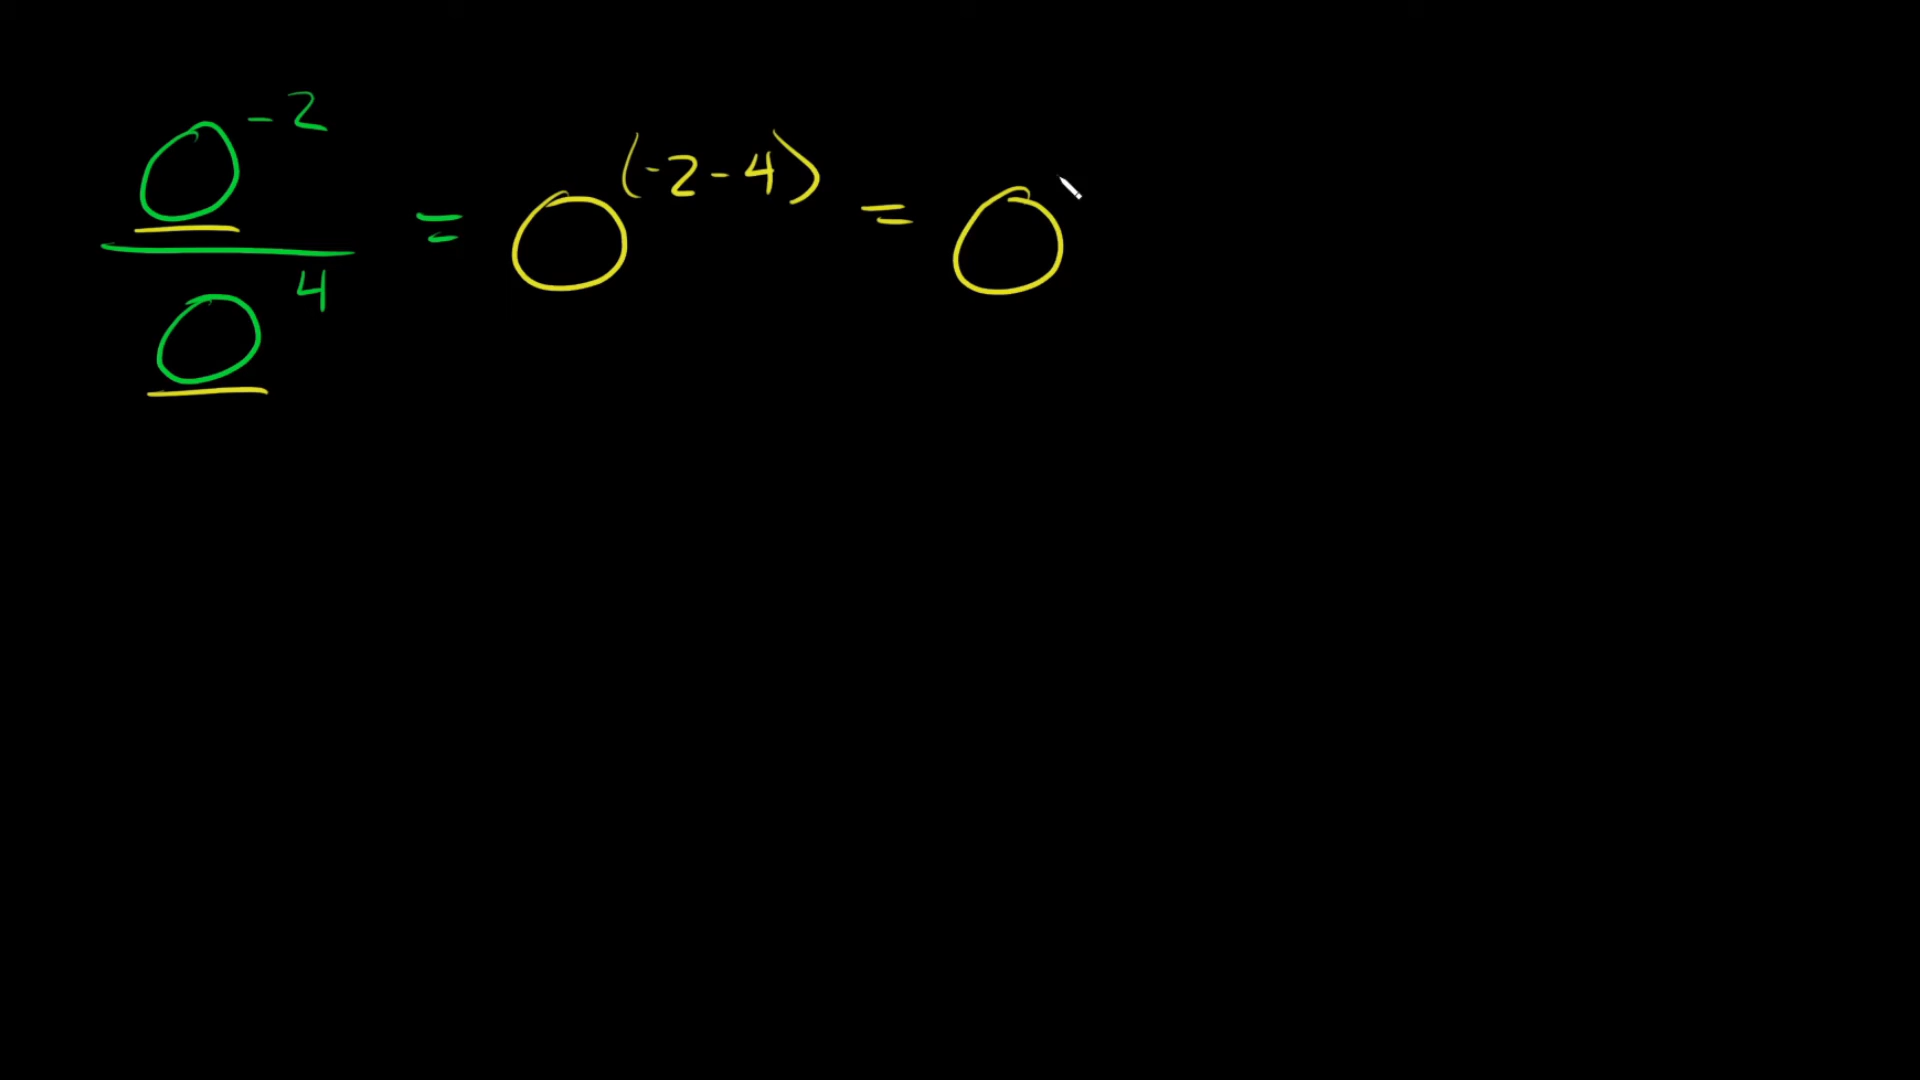 O^-2 / O^4 = O^(-2-4) = O